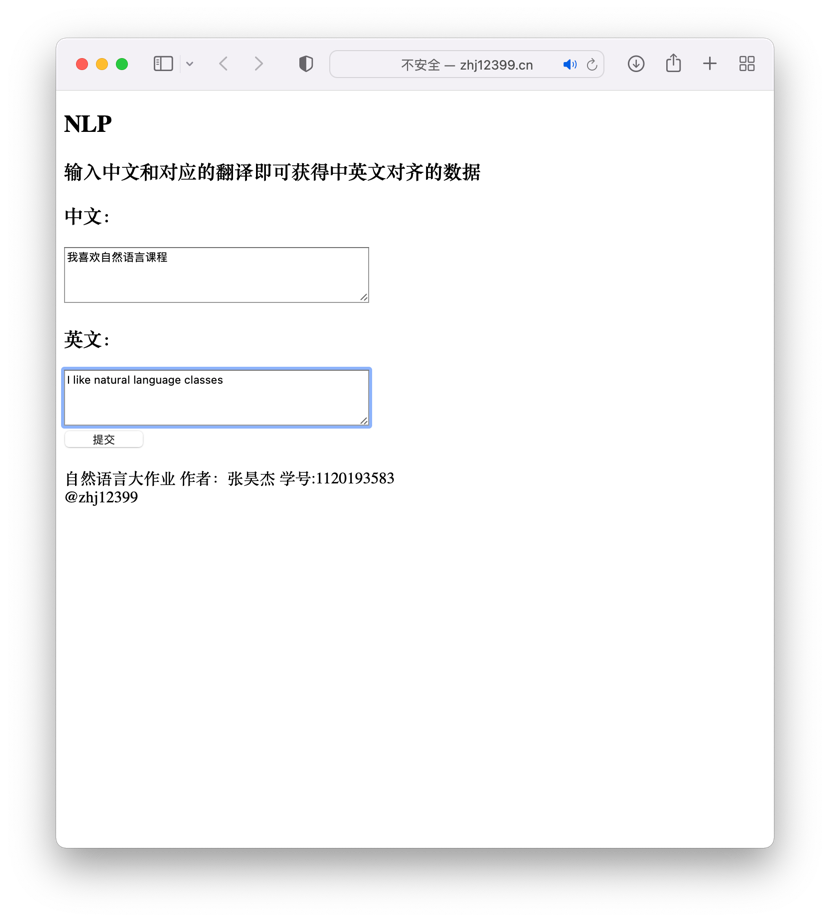 不安全 — zhj12399.cn
NLP
输入中文和对应的翻译即可获得中英文对齐的数据
中文：
我喜欢自然语言课程
英文：
I like natural language classes
提交
自然语言大作业 作者：张昊杰 学号:1120193583
@zhj12399